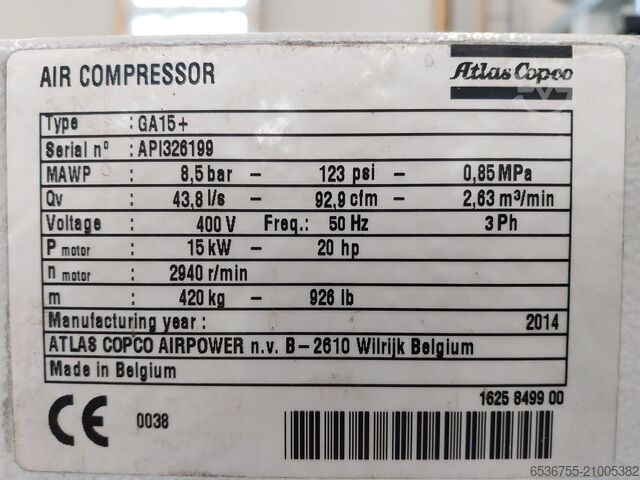 AIR COMPRESSOR
Atlas Copco
Type : GA15+
Serial nº : API326199
MAWP : 8,5 bar – 123 psi – 0,85 MPa
Qv : 43,8 l/s – 92,9 cfm – 2,63 m³/min
Voltage : 400 V Freq.: 50 Hz 3 Ph
P motor : 15 kW – 20 hp
n motor : 2940 r/min
m : 420 kg – 926 lb
Manufacturing year : 2014
ATLAS COPCO AIRPOWER n.v. B–2610 Wilrijk Belgium
Made in Belgium
CE 0038
1625 8499 00
6536755-21005382